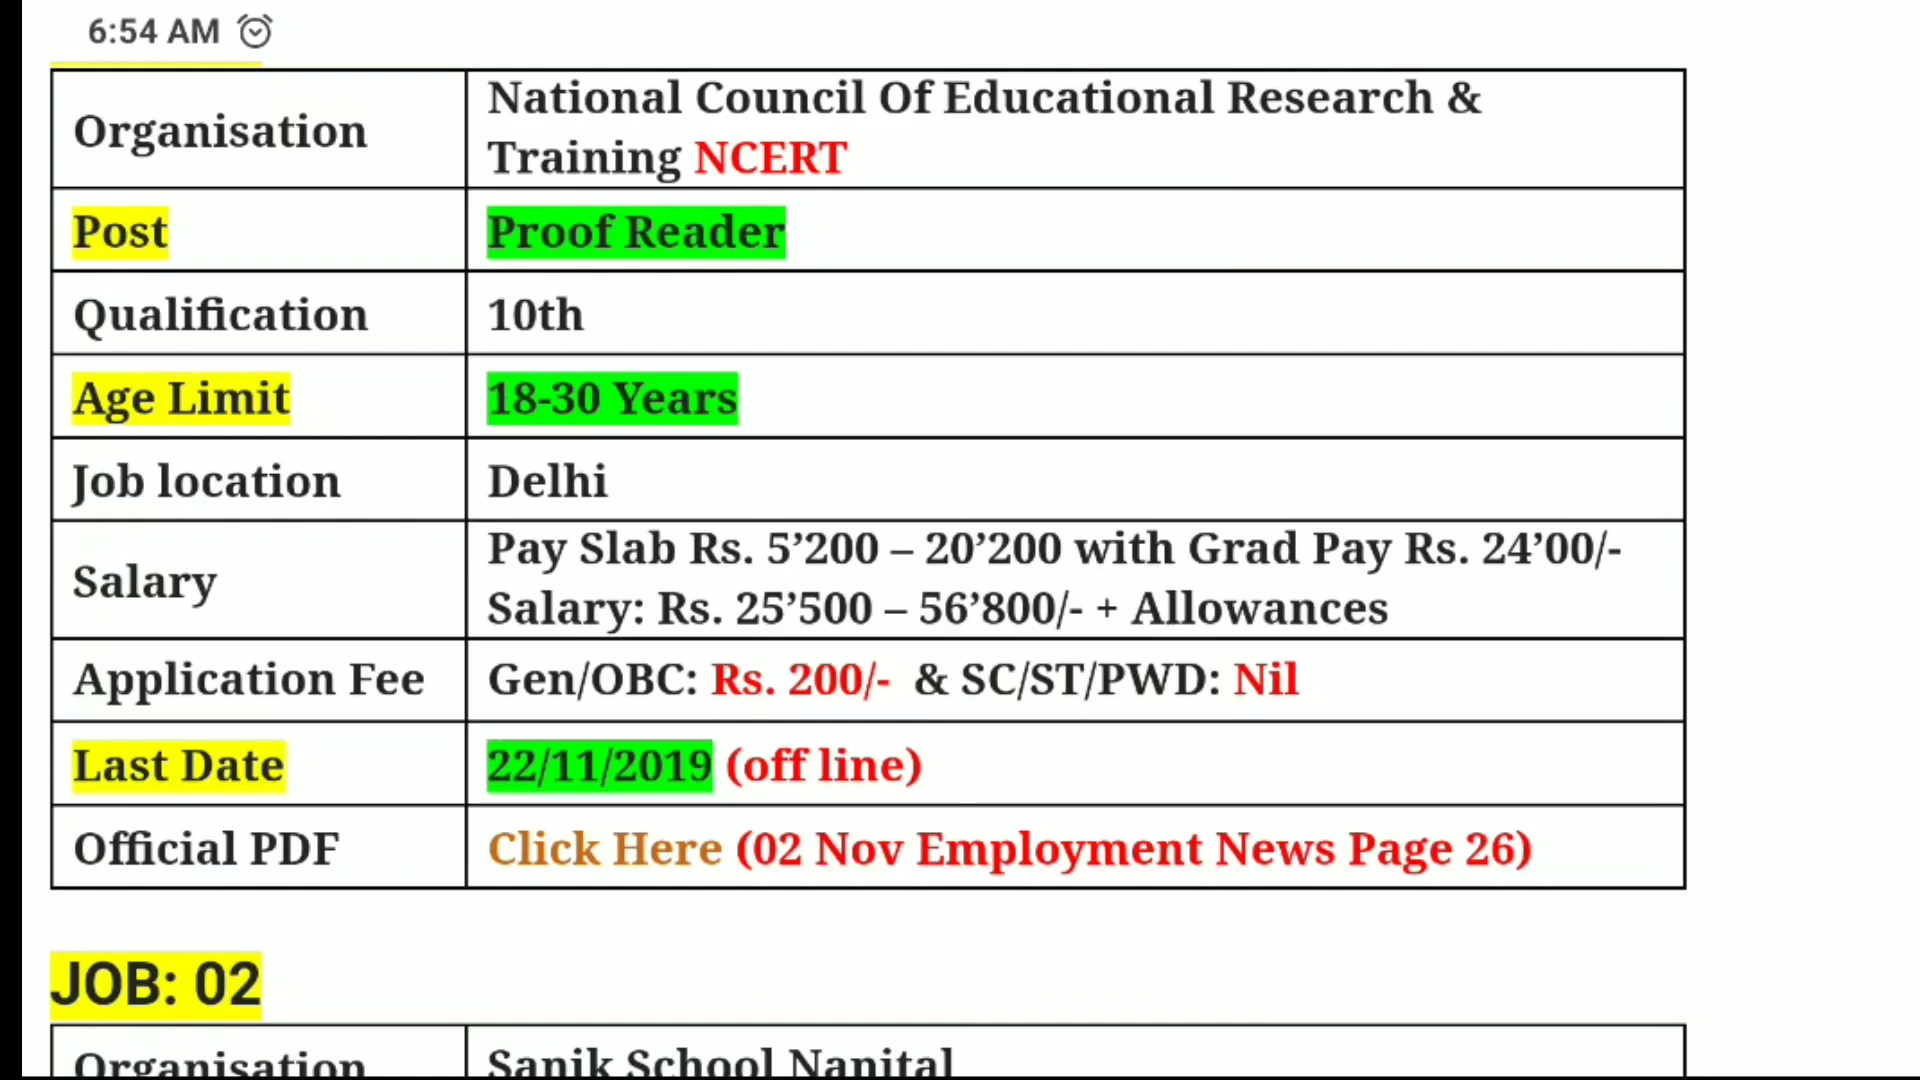 6:54 AM
Organisation
National Council Of Educational Research &
Training NCERT
Post
Proof Reader
Qualification
10th
Age Limit
18-30 Years
Job location
Delhi
Salary
Pay Slab Rs. 5’200 – 20’200 with Grad Pay Rs. 24’00/-
Salary: Rs. 25’500 – 56’800/- + Allowances
Application Fee
Gen/OBC: Rs. 200/- & SC/ST/PWD: Nil
Last Date
22/11/2019 (off line)
Official PDF
Click Here (02 Nov Employment News Page 26)
JOB: 02
Organisation
Sanik School Nanital